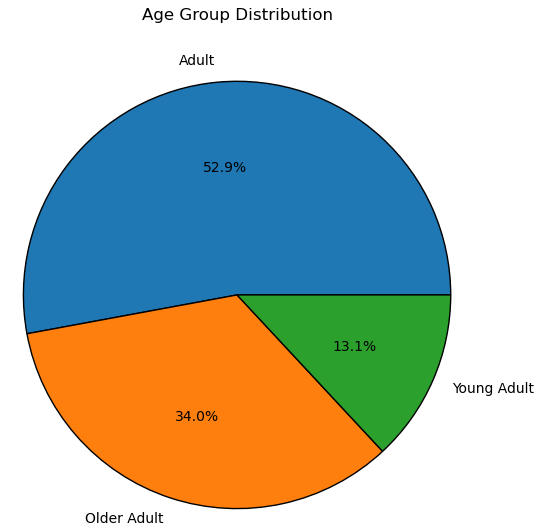 Age Group Distribution
Adult
52.9%
13.1%
Young Adult
34.0%
Older Adult